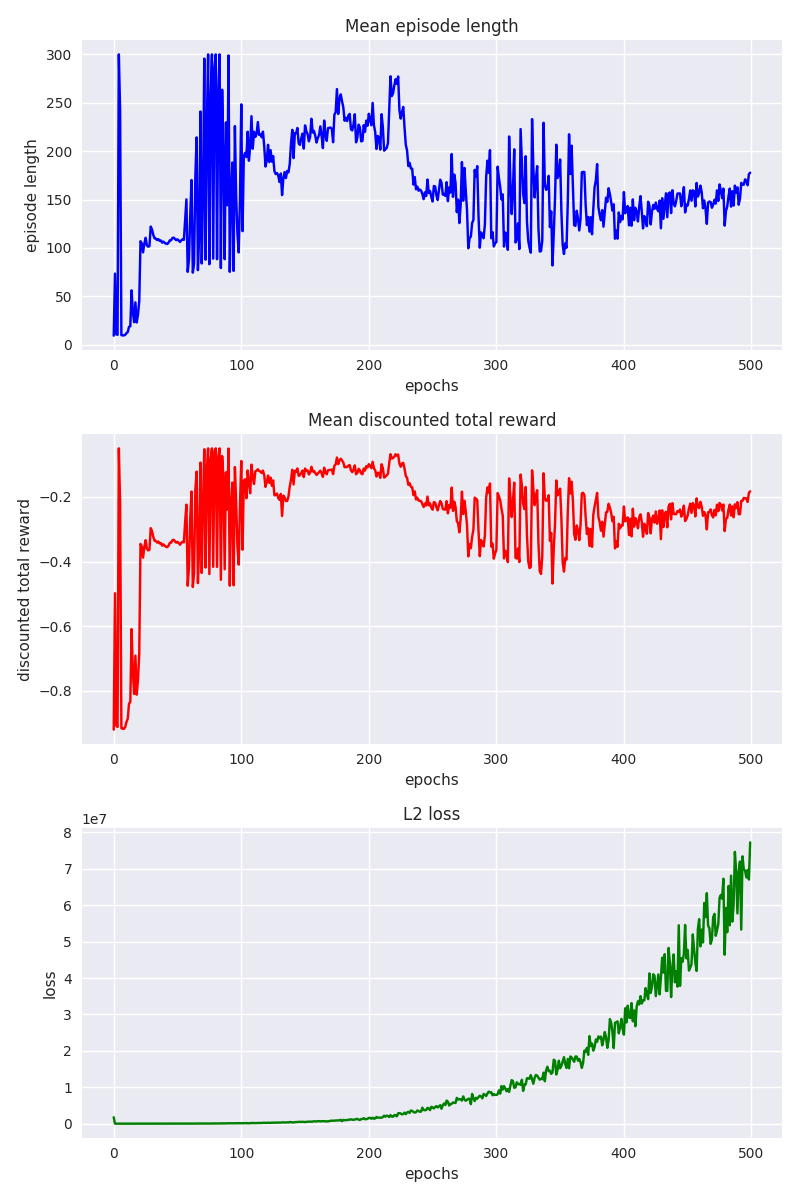 Mean episode length
300
250
200
150
100
50
0
episode length
0 100 200 300 400 500
epochs
Mean discounted total reward
−0.2
−0.4
−0.6
−0.8
discounted total reward
0 100 200 300 400 500
epochs
L2 loss
1e7
8
7
6
5
4
3
2
1
0
loss
0 100 200 300 400 500
epochs